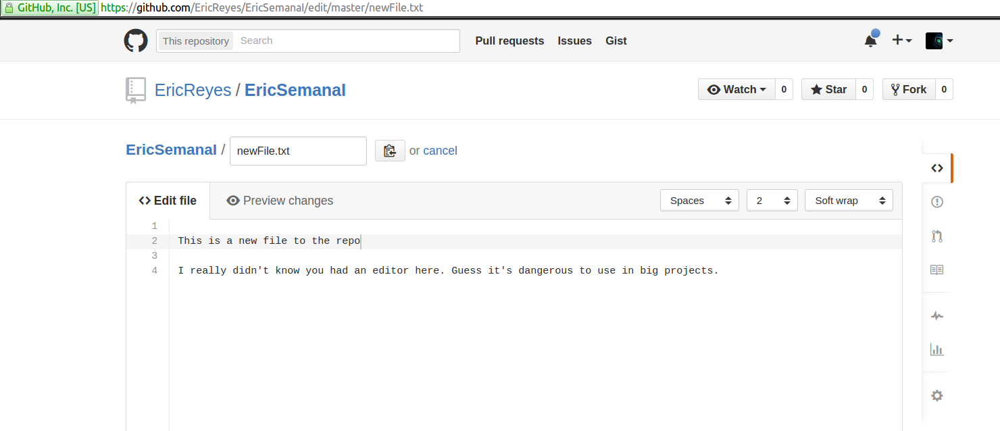 GitHub, Inc. [US] https://github.com/EricReyes/EricSemanal/edit/master/newFile.txt
This repository Search Pull requests Issues Gist
EricReyes / EricSemanal Watch 0 Star 0 Fork 0
EricSemanal / newFile.txt or cancel
Edit file Preview changes Spaces 2 Soft wrap
1
2 This is a new file to the repo
3
4 I really didn't know you had an editor here. Guess it's dangerous to use in big projects.